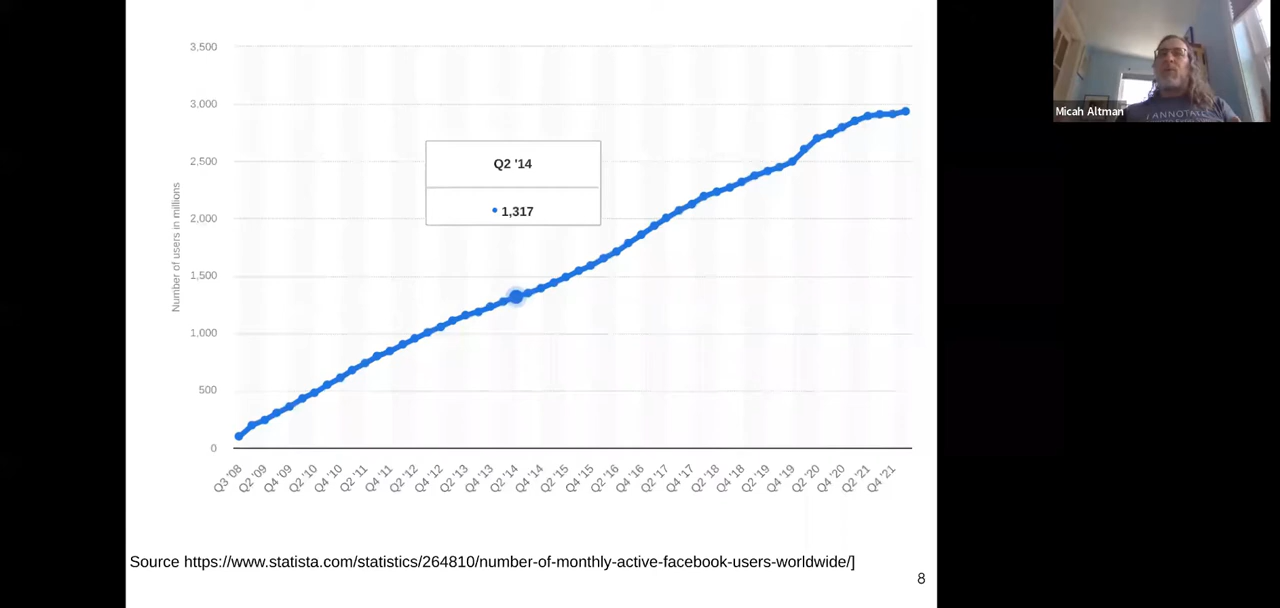 3,500
3,000
2,500
2,000
1,500
1,000
500
0
Number of users in millions
Q2 '14
1,317
Q3 '08
Q2 '09
Q4 '09
Q2 '10
Q4 '10
Q2 '11
Q4 '11
Q2 '12
Q4 '12
Q2 '13
Q4 '13
Q2 '14
Q4 '14
Q2 '15
Q4 '15
Q2 '16
Q4 '16
Q2 '17
Q4 '17
Q2 '18
Q4 '18
Q2 '19
Q4 '19
Q2 '20
Q4 '20
Q2 '21
Q4 '21
Source https://www.statista.com/statistics/264810/number-of-monthly-active-facebook-users-worldwide/]
8
Micah Altman
I ANNOTATE